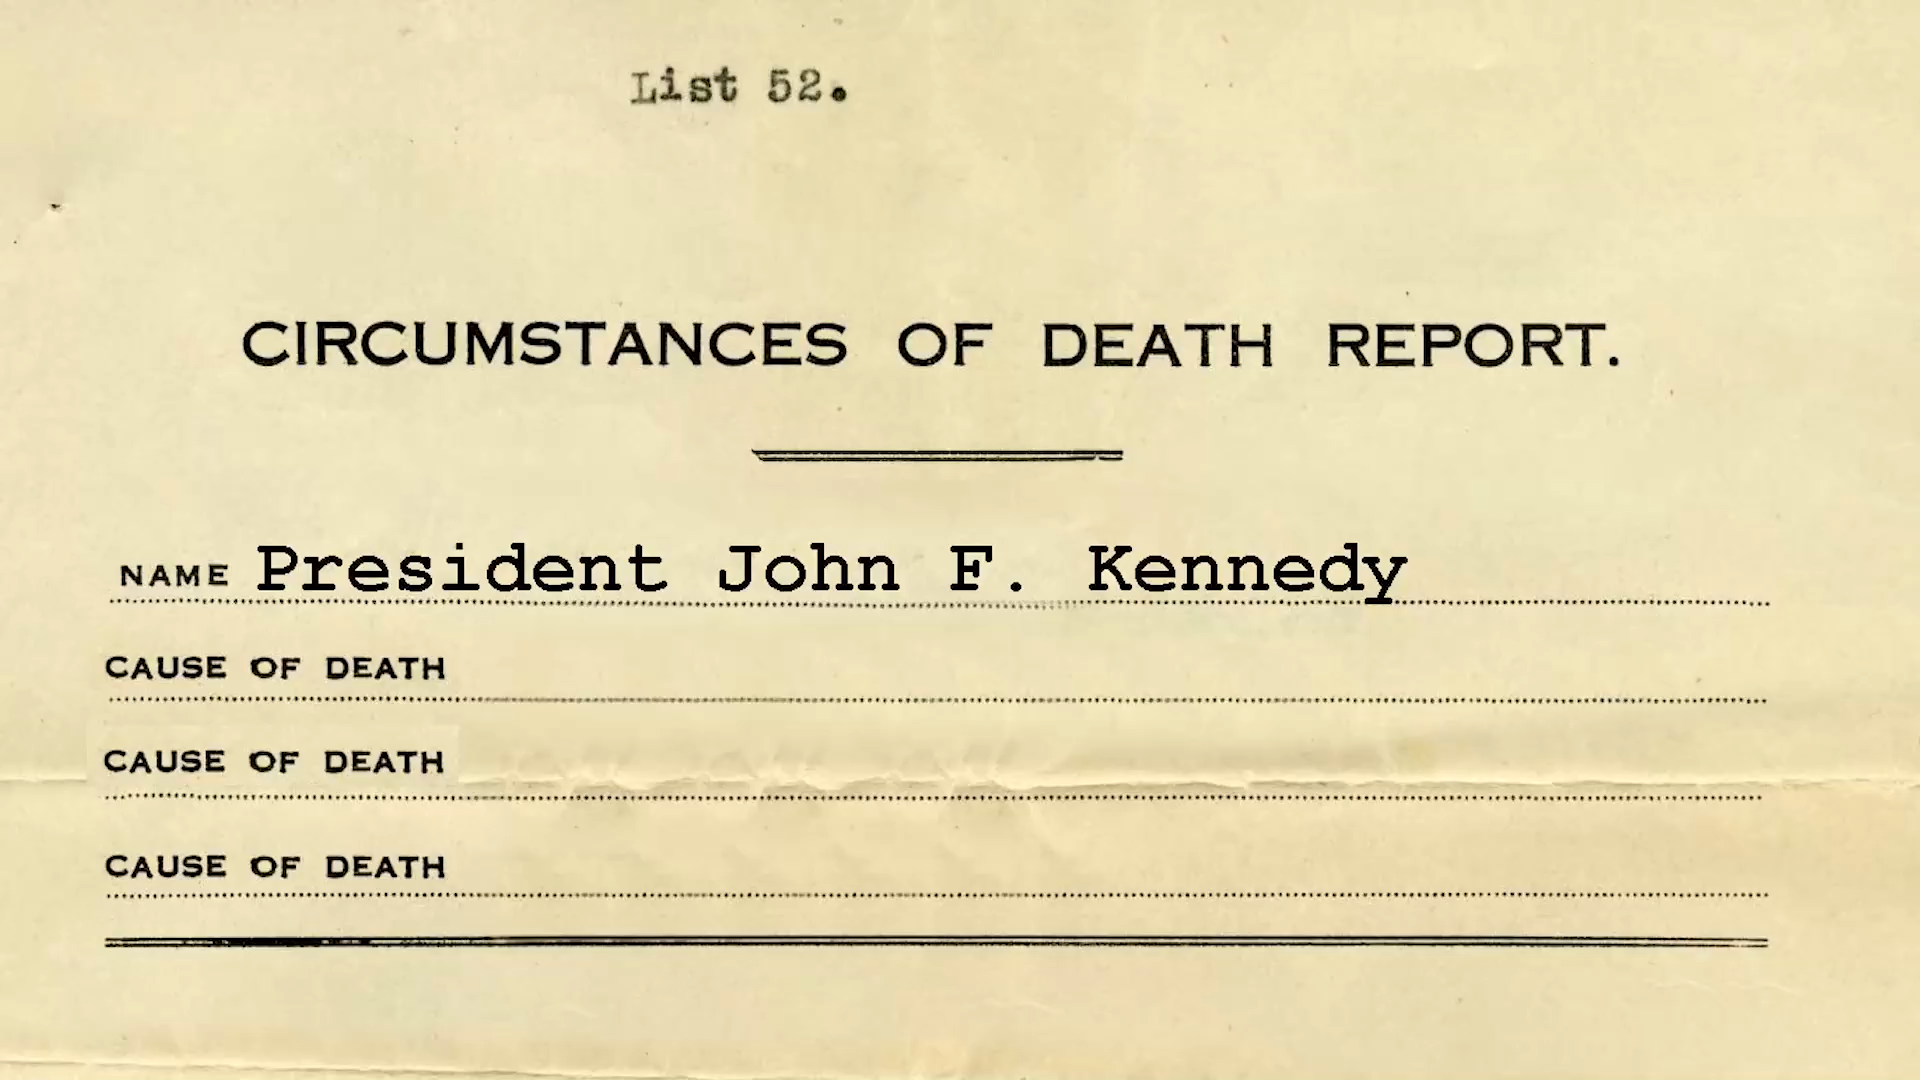 List 52.
CIRCUMSTANCES OF DEATH REPORT.
NAME President John F. Kennedy
CAUSE OF DEATH
CAUSE OF DEATH
CAUSE OF DEATH